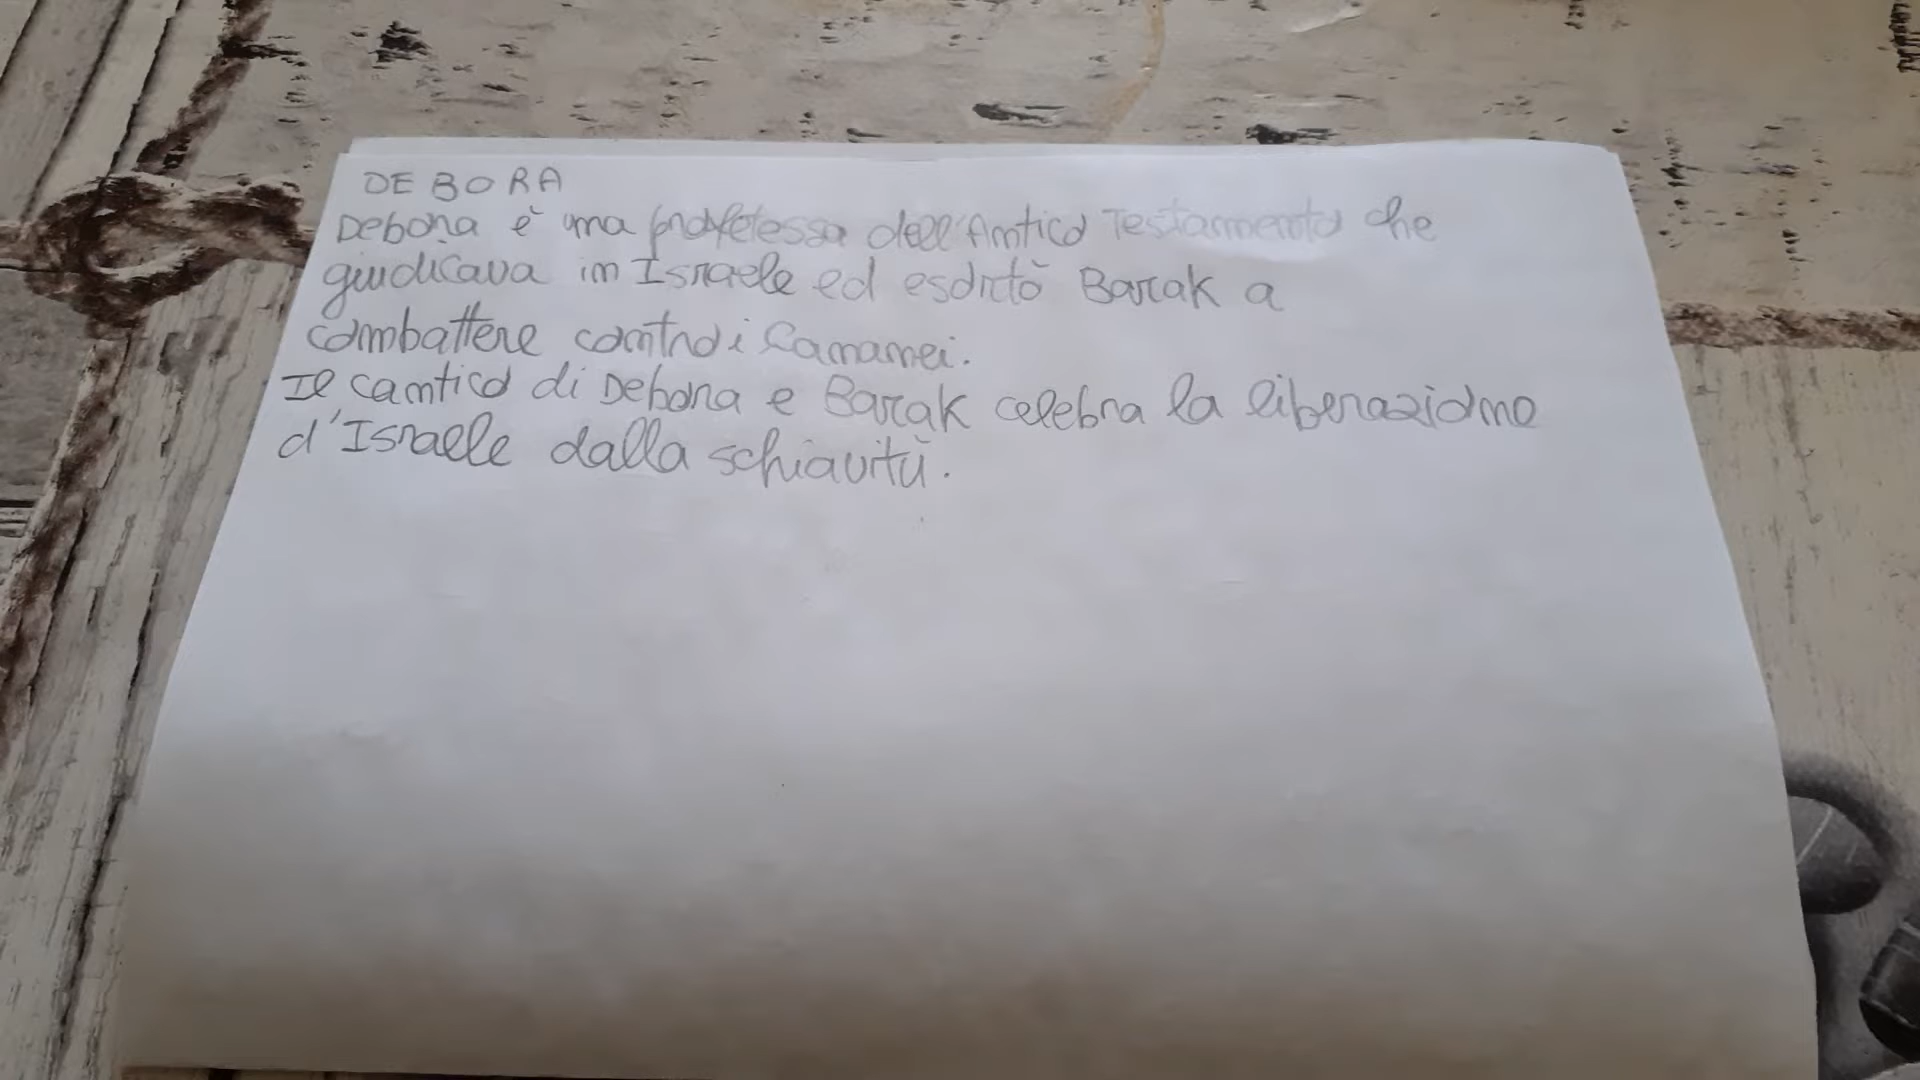 DEBORA
Debora è una profetessa dell'Antico Testamento che
giudicava in Israele ed esortò Barak a
combattere contro i Cananei.
Il cantico di Debora e Barak celebra la liberazione
d'Israele dalla schiavitù.